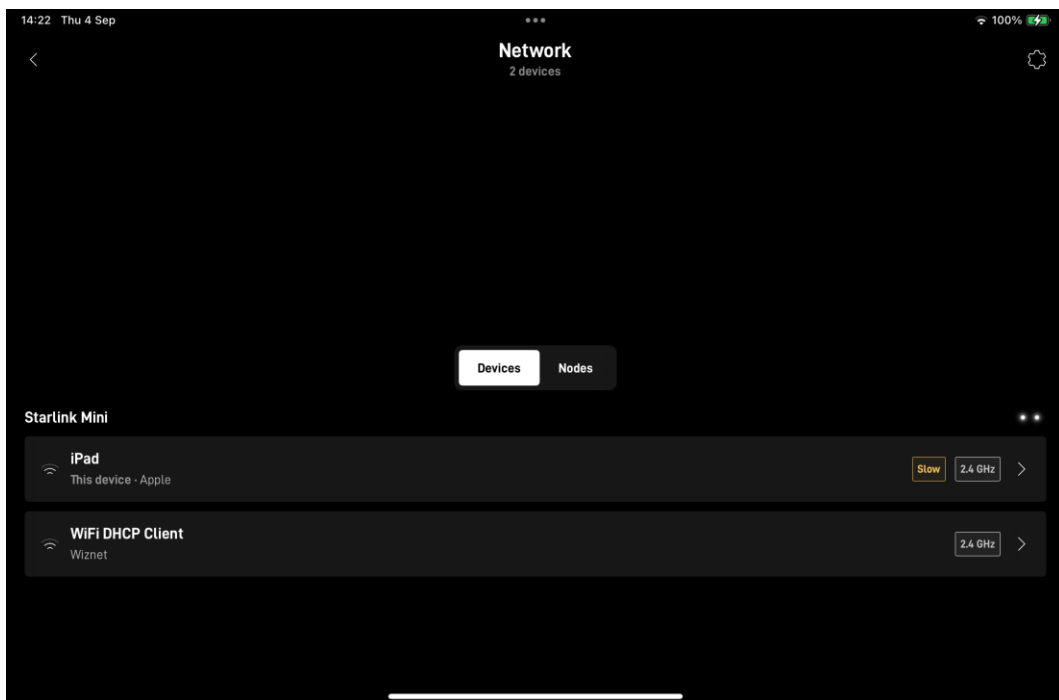 14:22 Thu 4 Sep
100%
Network
2 devices
Devices Nodes
Starlink Mini
iPad
This device · Apple
Slow 2.4 GHz
WiFi DHCP Client
Wiznet
2.4 GHz